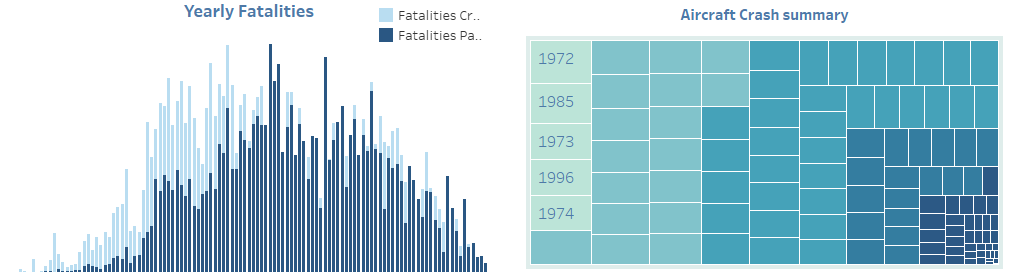 Yearly Fatalities
Fatalities Cr..
Fatalities Pa..
Aircraft Crash summary
1972
1985
1973
1996
1974